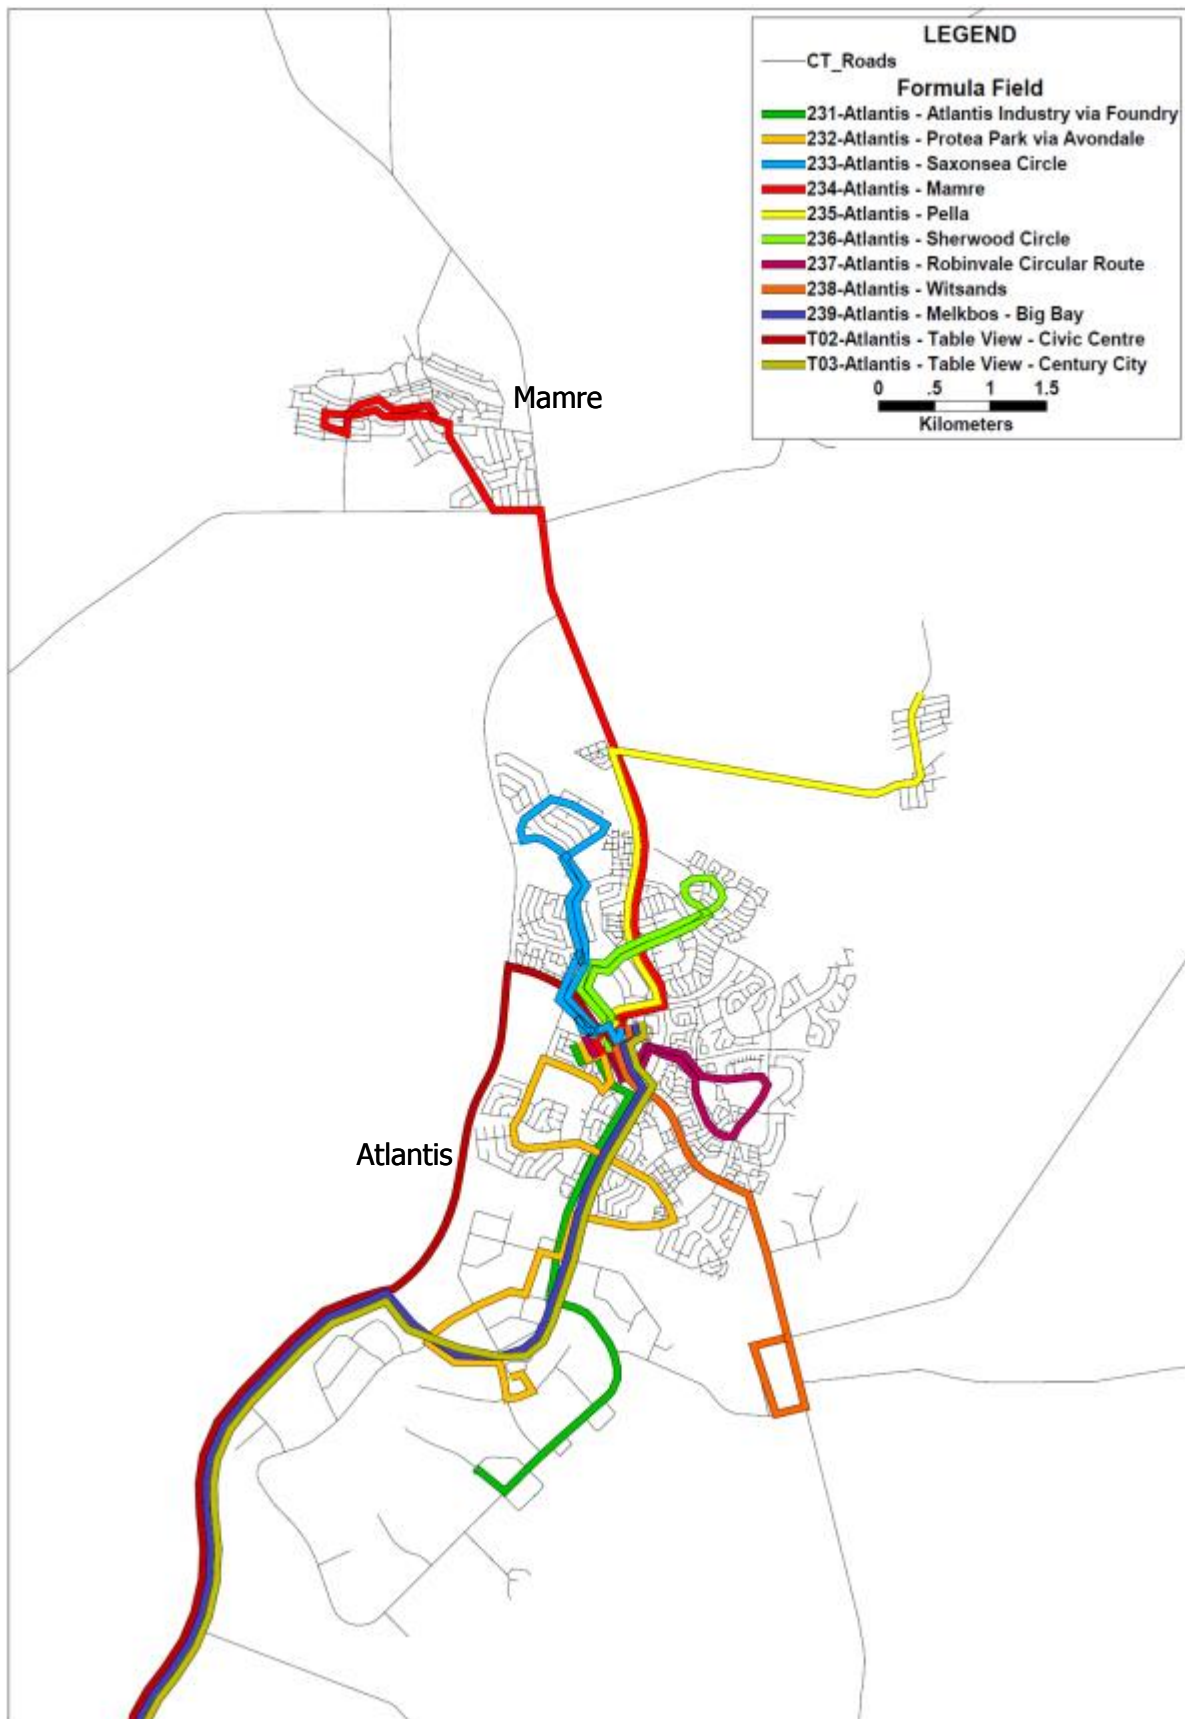 LEGEND
CT_Roads
Formula Field
231-Atlantis - Atlantis Industry via Foundry
232-Atlantis - Protea Park via Avondale
233-Atlantis - Saxonsea Circle
234-Atlantis - Mamre
235-Atlantis - Pella
236-Atlantis - Sherwood Circle
237-Atlantis - Robinvale Circular Route
238-Atlantis - Witsands
239-Atlantis - Melkbos - Big Bay
T02-Atlantis - Table View - Civic Centre
T03-Atlantis - Table View - Century City
0 .5 1 1.5
Kilometers
Mamre
Atlantis